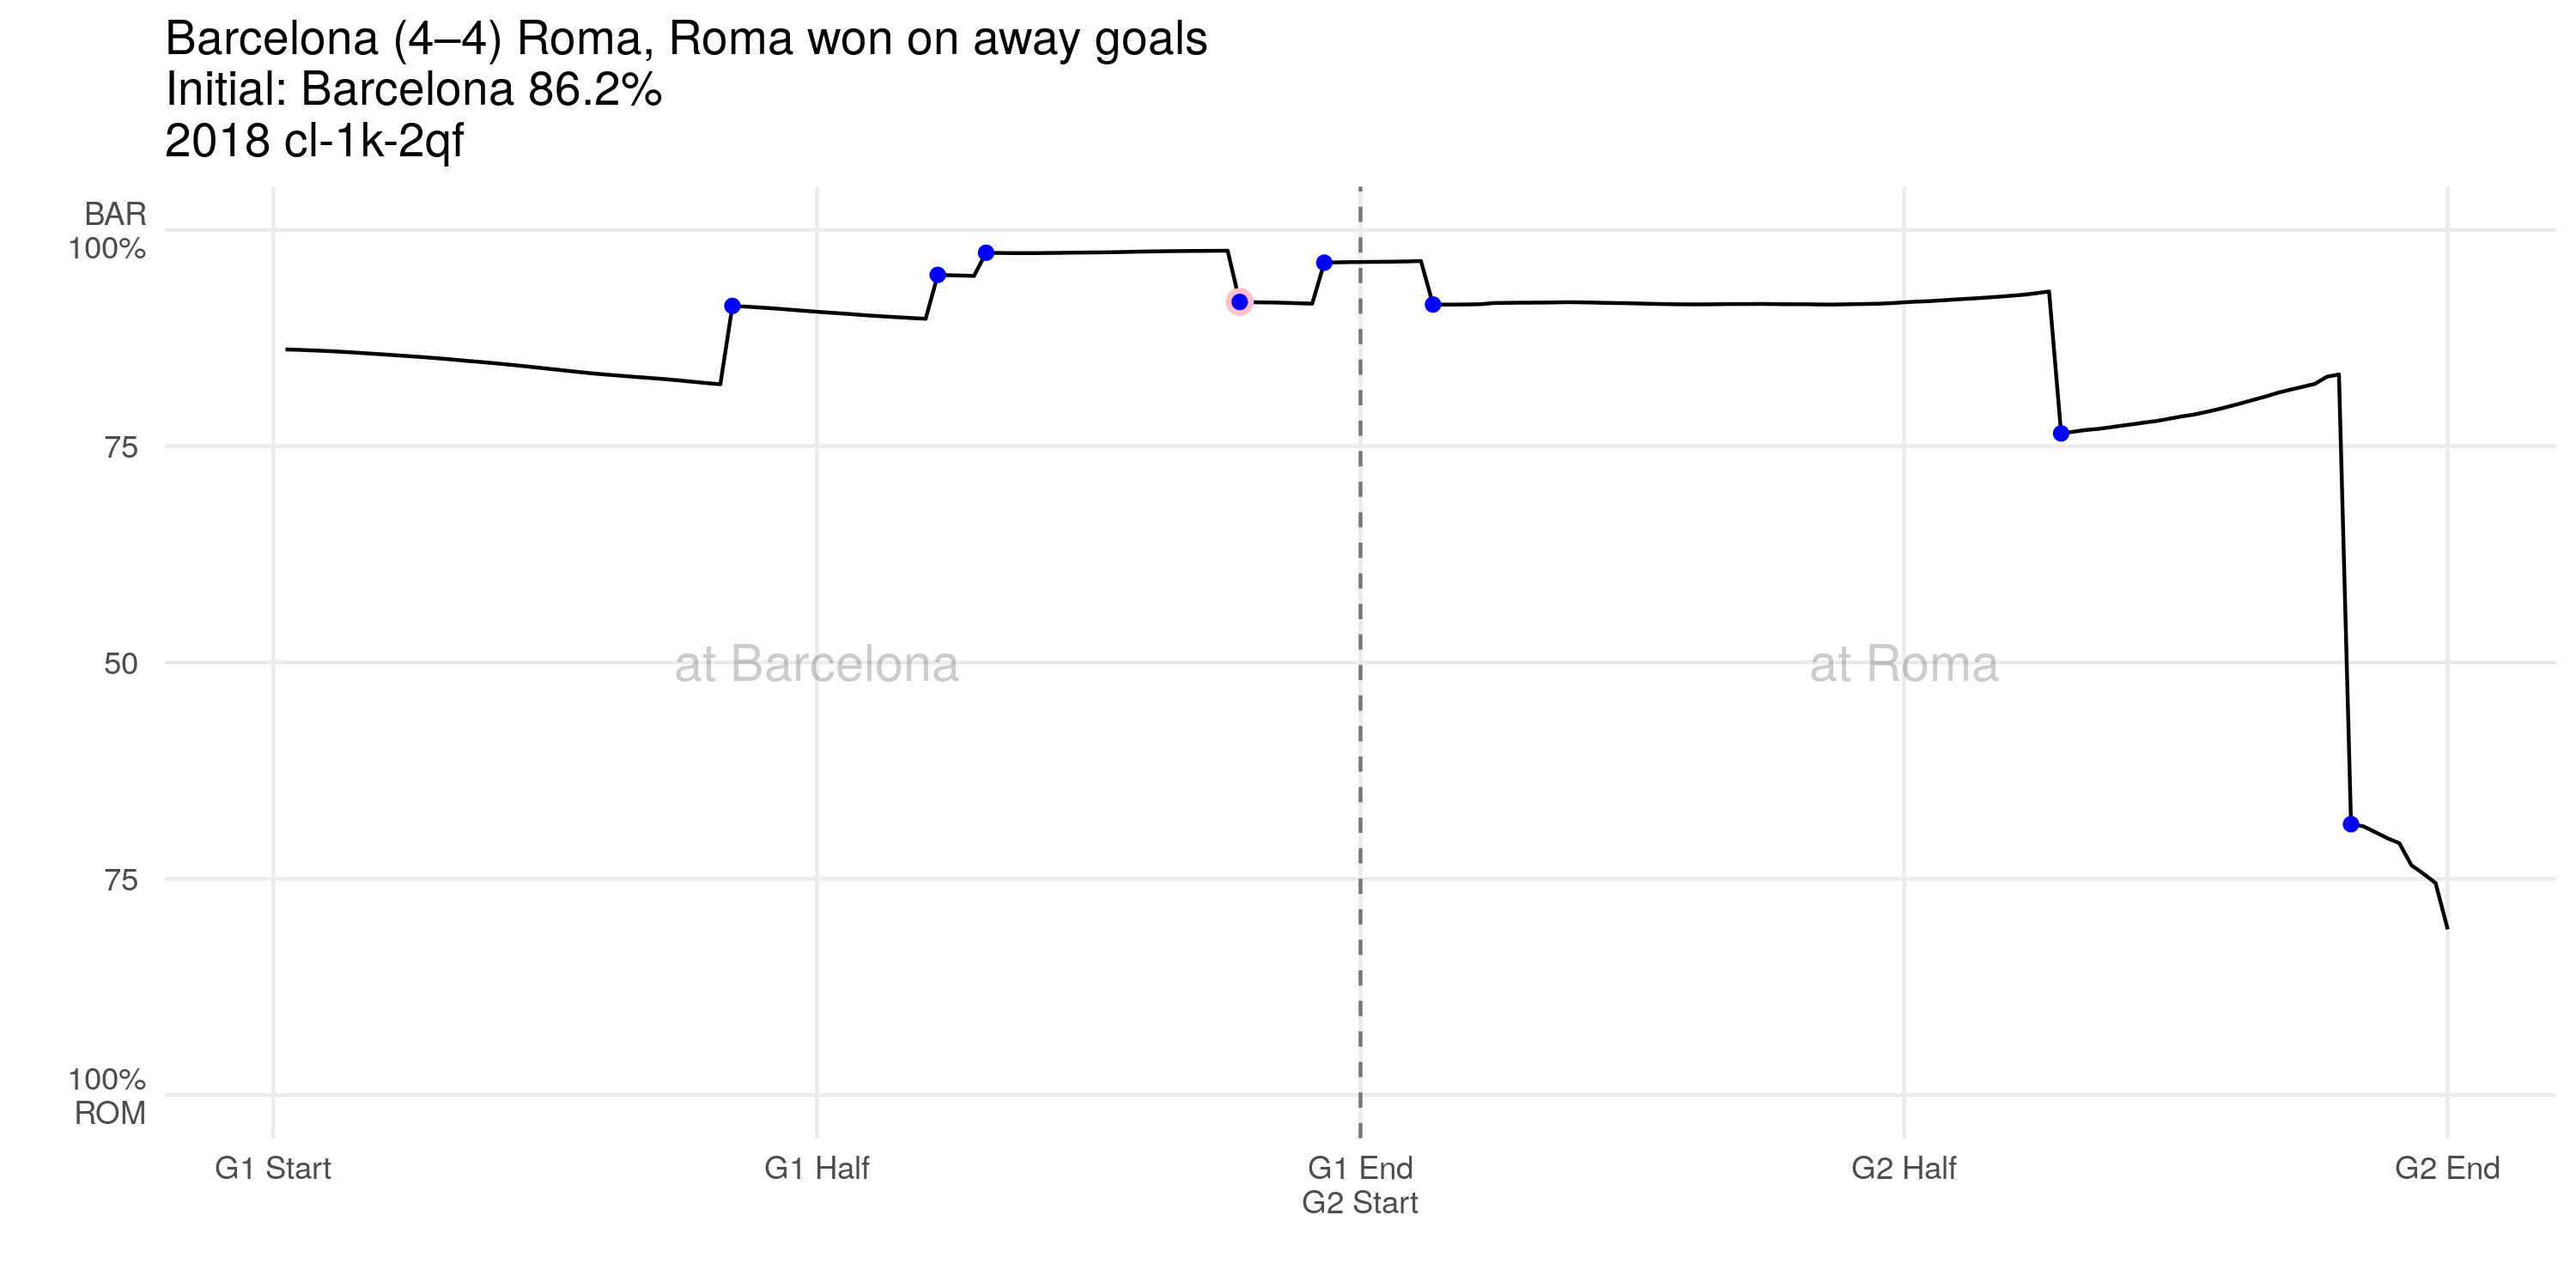 Barcelona (4–4) Roma, Roma won on away goals
Initial: Barcelona 86.2%
2018 cl-1k-2qf
BAR
100%
75
50
75
100%
ROM
at Barcelona
at Roma
G1 Start
G1 Half
G1 End
G2 Start
G2 Half
G2 End